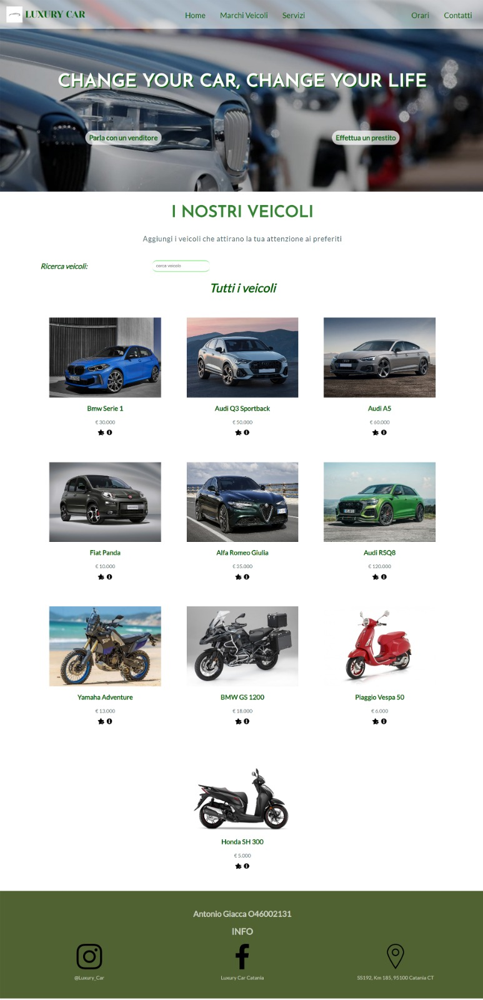 LUXURY CAR
Home Marchi Veicoli Servizi Orari Contatti
CHANGE YOUR CAR, CHANGE YOUR LIFE
Parla con un venditore Effettua un prestito
I NOSTRI VEICOLI
Aggiungi i veicoli che attirano la tua attenzione ai preferiti
Ricerca veicoli: cerca veicolo
Tutti i veicoli
Bmw Serie 1 Audi Q3 Sportback Audi A5
€ 30.000 € 50.000 € 60.000
Fiat Panda Alfa Romeo Giulia Audi RSQ8
€ 10.000 € 35.000 € 120.000
Yamaha Adventure BMW GS 1200 Piaggio Vespa 50
€ 13.000 € 18.000 € 6.000
Honda SH 300
€ 5.000
Antonio Giacca O46002131
INFO
@Luxury_Car Luxury Car Catania SS192, Km 185, 95100 Catania CT